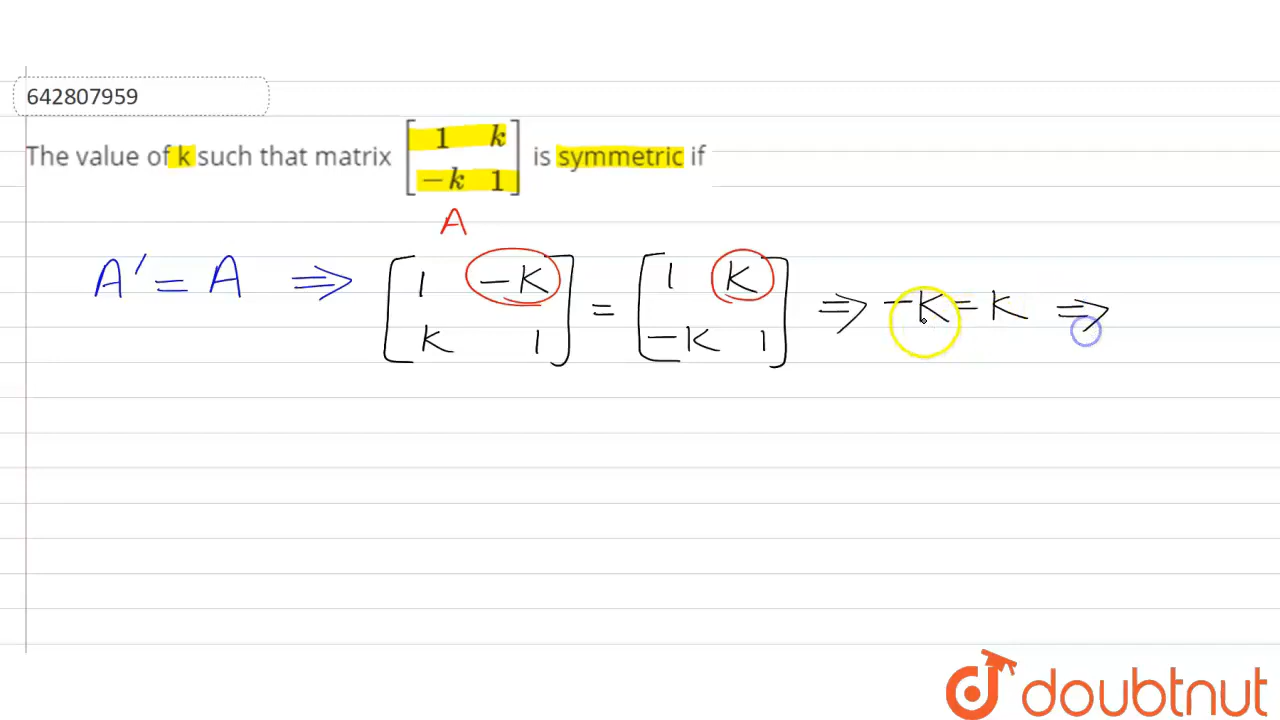 642807959
The value of k such that matrix [1 k
-k 1] is symmetric if
A
A' = A ⇒ [1 -K
K 1] = [1 K
-K 1] ⇒ -K = K ⇒
doubtnut